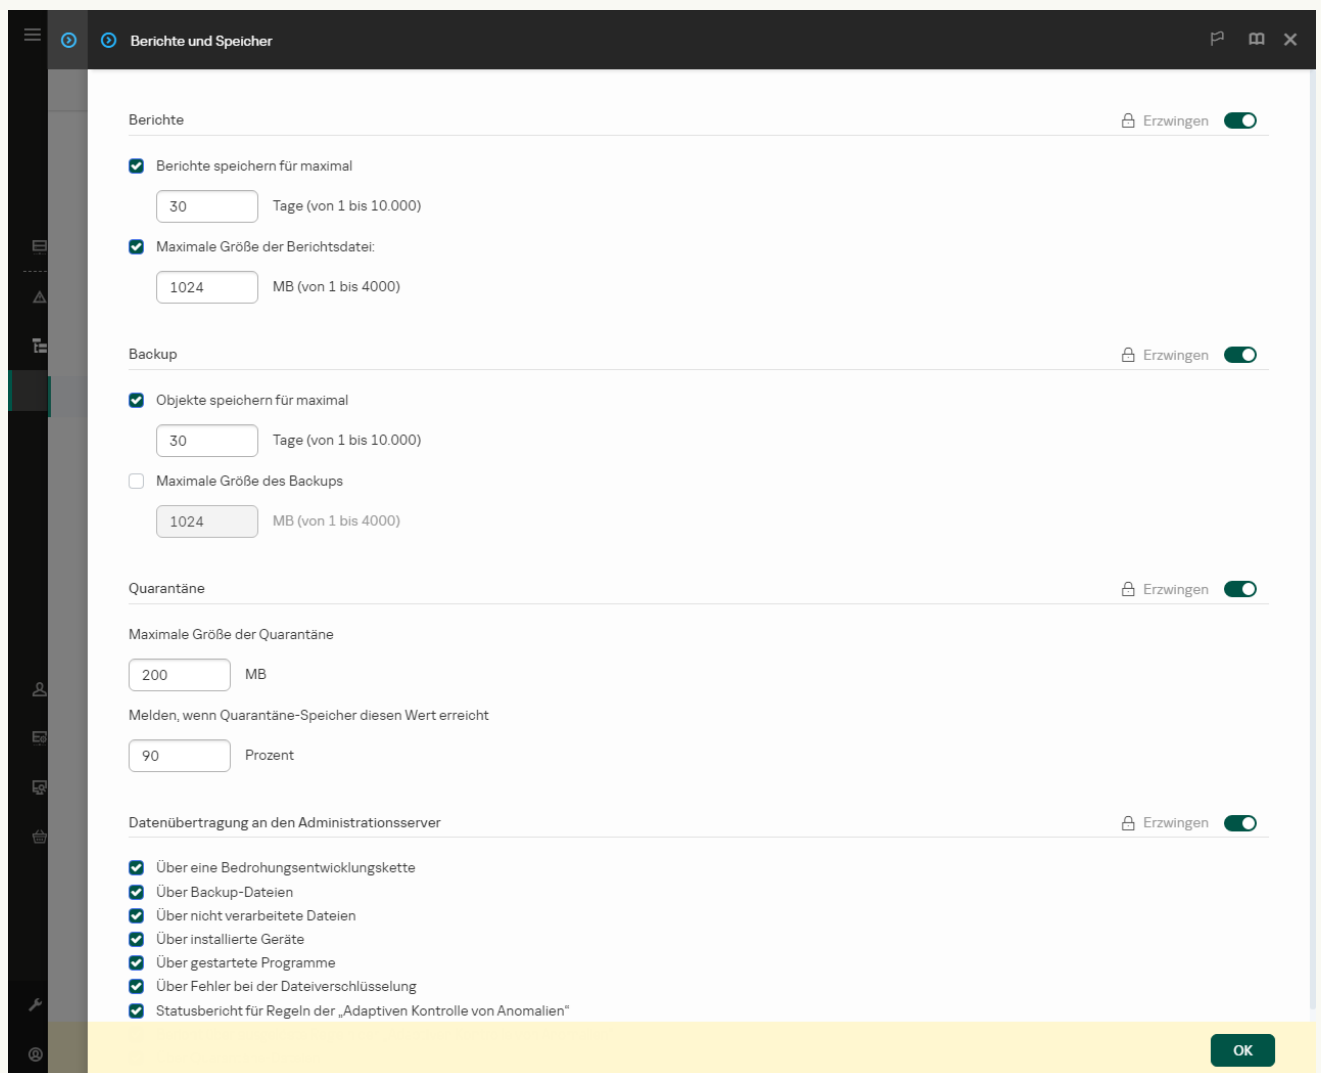 Berichte und Speicher
Berichte
Erzwingen
Berichte speichern für maximal
30 Tage (von 1 bis 10.000)
Maximale Größe der Berichtsdatei:
1024 MB (von 1 bis 4000)
Backup
Erzwingen
Objekte speichern für maximal
30 Tage (von 1 bis 10.000)
Maximale Größe des Backups
1024 MB (von 1 bis 4000)
Quarantäne
Erzwingen
Maximale Größe der Quarantäne
200 MB
Melden, wenn Quarantäne-Speicher diesen Wert erreicht
90 Prozent
Datenübertragung an den Administrationsserver
Erzwingen
Über eine Bedrohungsentwicklungskette
Über Backup-Dateien
Über nicht verarbeitete Dateien
Über installierte Geräte
Über gestartete Programme
Über Fehler bei der Dateiverschlüsselung
Statusbericht für Regeln der „Adaptiven Kontrolle von Anomalien“
OK